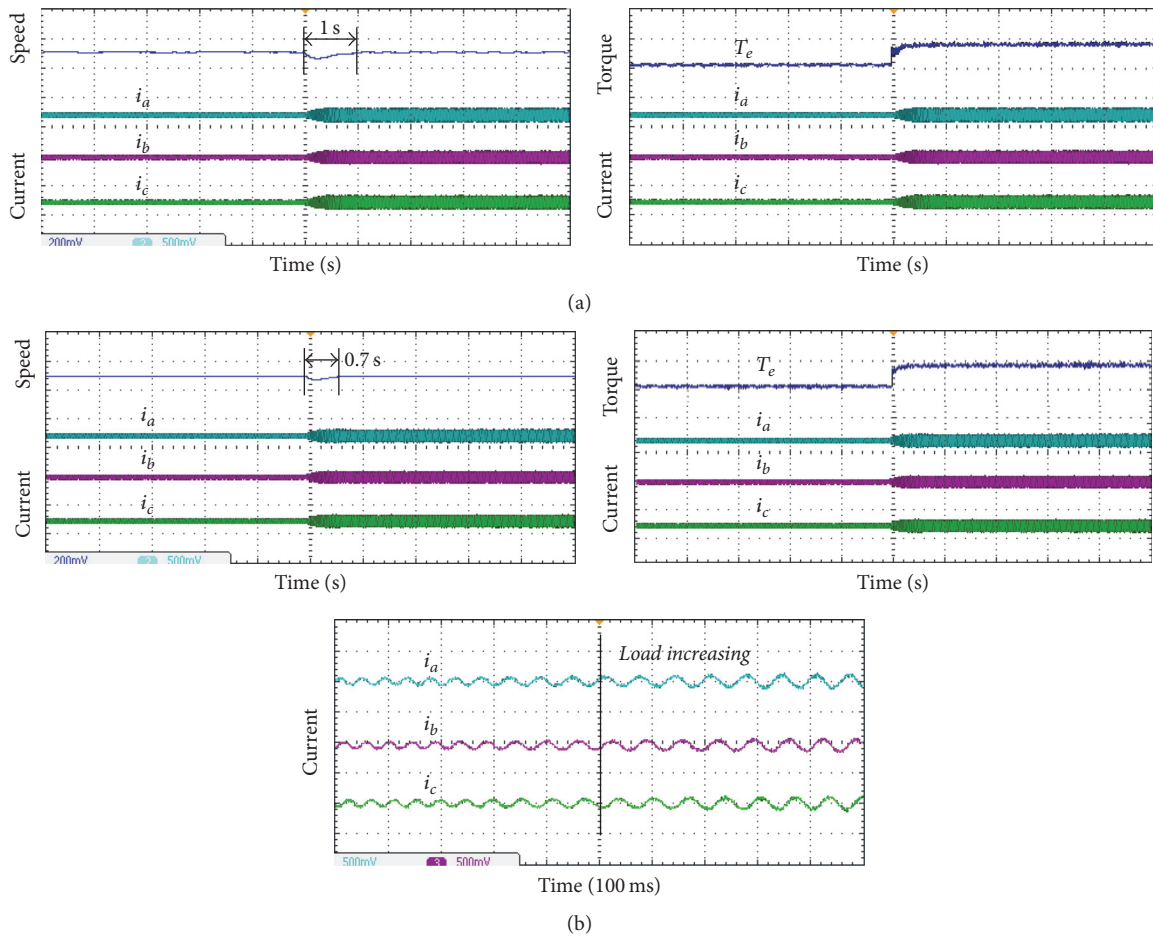 Speed
1 s
i_a
i_b
i_c
Current
200mV 2 500mV
Time (s)
Torque
T_e
i_a
i_b
i_c
Current
Time (s)
(a)
Speed
0.7 s
i_a
i_b
i_c
Current
200mV 2 500mV
Time (s)
Torque
T_e
i_a
i_b
i_c
Current
Time (s)
Load increasing
i_a
i_b
i_c
Current
500mV 3 500mV
Time (100 ms)
(b)